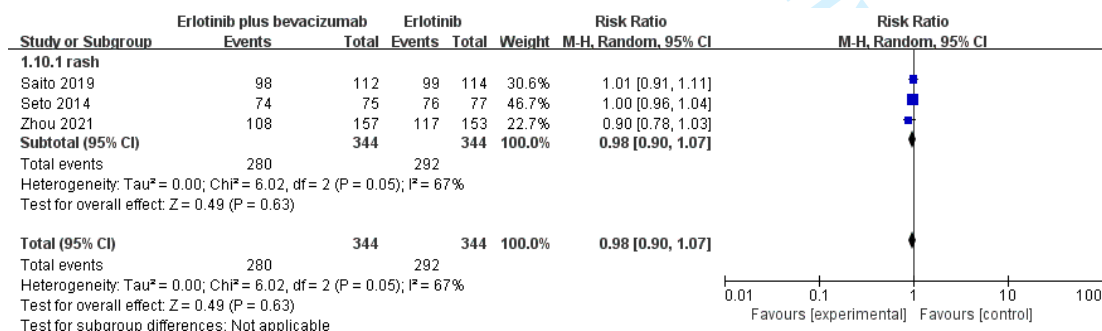 Erlotinib plus bevacizumab Erlotinib Risk Ratio Risk Ratio
Study or Subgroup Events Total Events Total Weight M-H, Random, 95% CI M-H, Random, 95% CI
1.10.1 rash
Saito 2019 98 112 99 114 30.6% 1.01 [0.91, 1.11]
Seto 2014 74 75 76 77 46.7% 1.00 [0.96, 1.04]
Zhou 2021 108 157 117 153 22.7% 0.90 [0.78, 1.03]
Subtotal (95% CI) 344 344 100.0% 0.98 [0.90, 1.07]
Total events 280 292
Heterogeneity: Tau² = 0.00; Chi² = 6.02, df = 2 (P = 0.05); I² = 67%
Test for overall effect: Z = 0.49 (P = 0.63)
Total (95% CI) 344 344 100.0% 0.98 [0.90, 1.07]
Total events 280 292
Heterogeneity: Tau² = 0.00; Chi² = 6.02, df = 2 (P = 0.05); I² = 67%
Test for overall effect: Z = 0.49 (P = 0.63)
Test for subgroup differences: Not applicable
0.01 0.1 1 10 100
Favours [experimental] Favours [control]